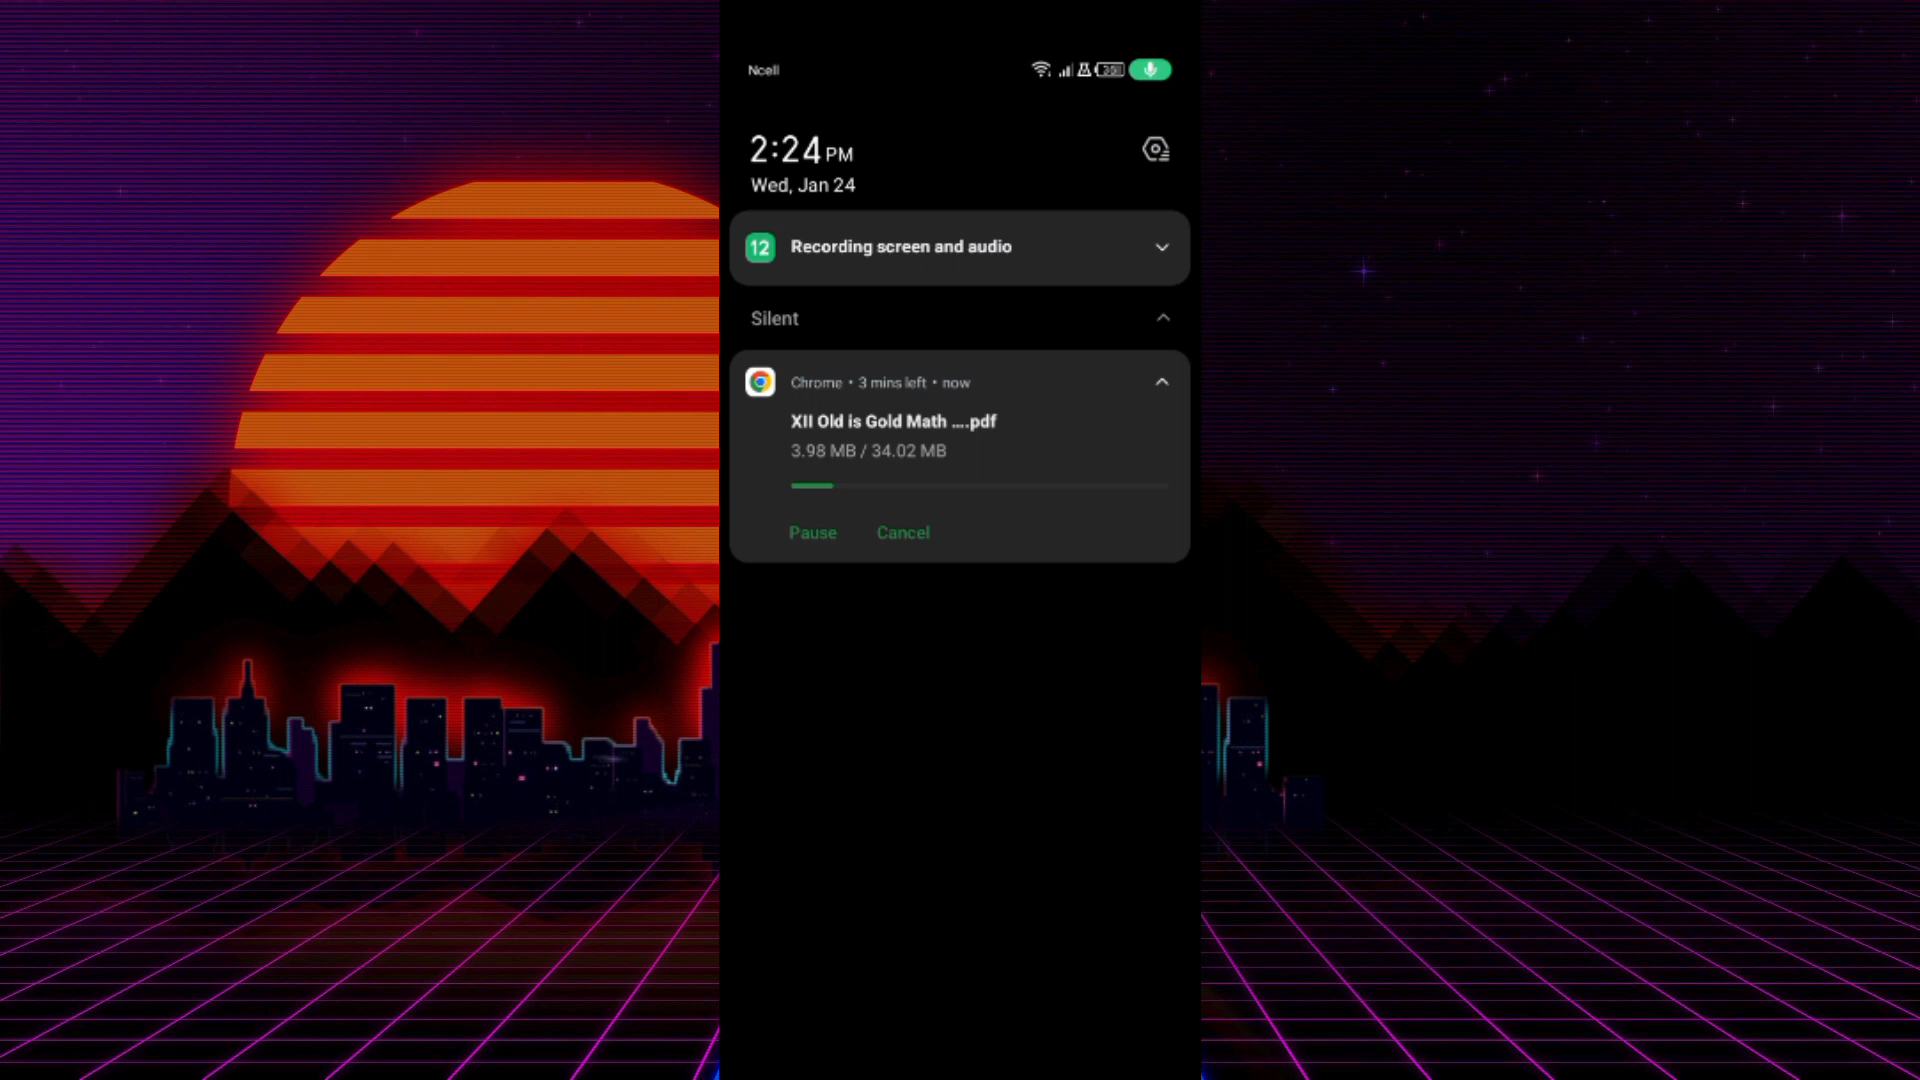 Ncell
2:24 PM
Wed, Jan 24
12 Recording screen and audio
Silent
Chrome • 3 mins left • now
XII Old is Gold Math ....pdf
3.98 MB / 34.02 MB
Pause Cancel